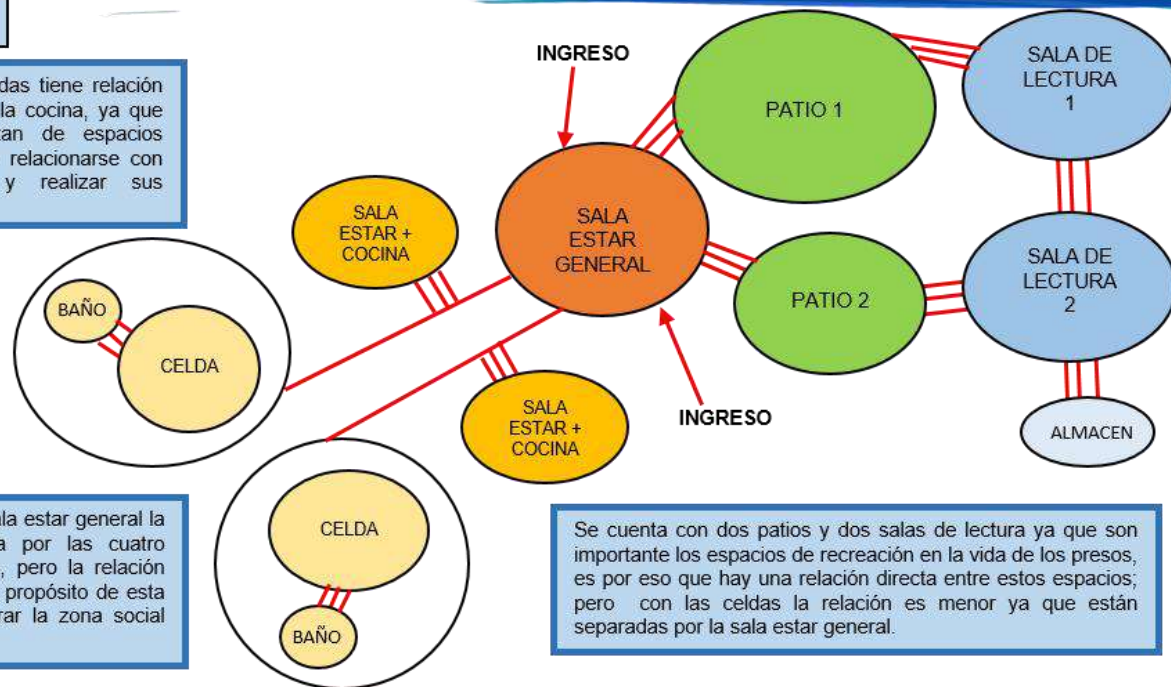 das tiene relación
la cocina, ya que
tan de espacios
relacionarse con
y realizar sus
INGRESO
PATIO 1
SALA DE
LECTURA
1
SALA
ESTAR +
COCINA
SALA
ESTAR
GENERAL
PATIO 2
SALA DE
LECTURA
2
BAÑO
CELDA
SALA
ESTAR +
COCINA
INGRESO
ALMACEN
ala estar general la
a por las cuatro
, pero la relación
propósito de esta
rar la zona social
CELDA
BAÑO
Se cuenta con dos patios y dos salas de lectura ya que son
importante los espacios de recreación en la vida de los presos,
es por eso que hay una relación directa entre estos espacios;
pero con las celdas la relación es menor ya que están
separadas por la sala estar general.